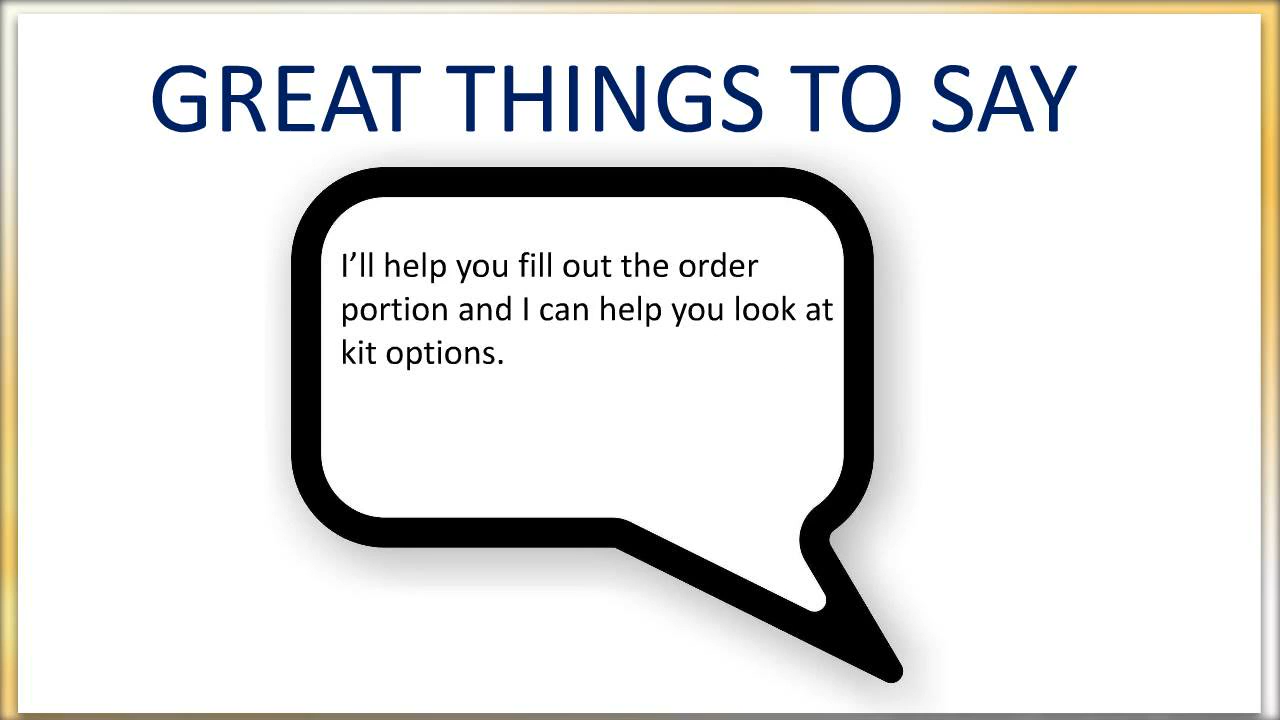 GREAT THINGS TO SAY
I’ll help you fill out the order
portion and I can help you look at
kit options.